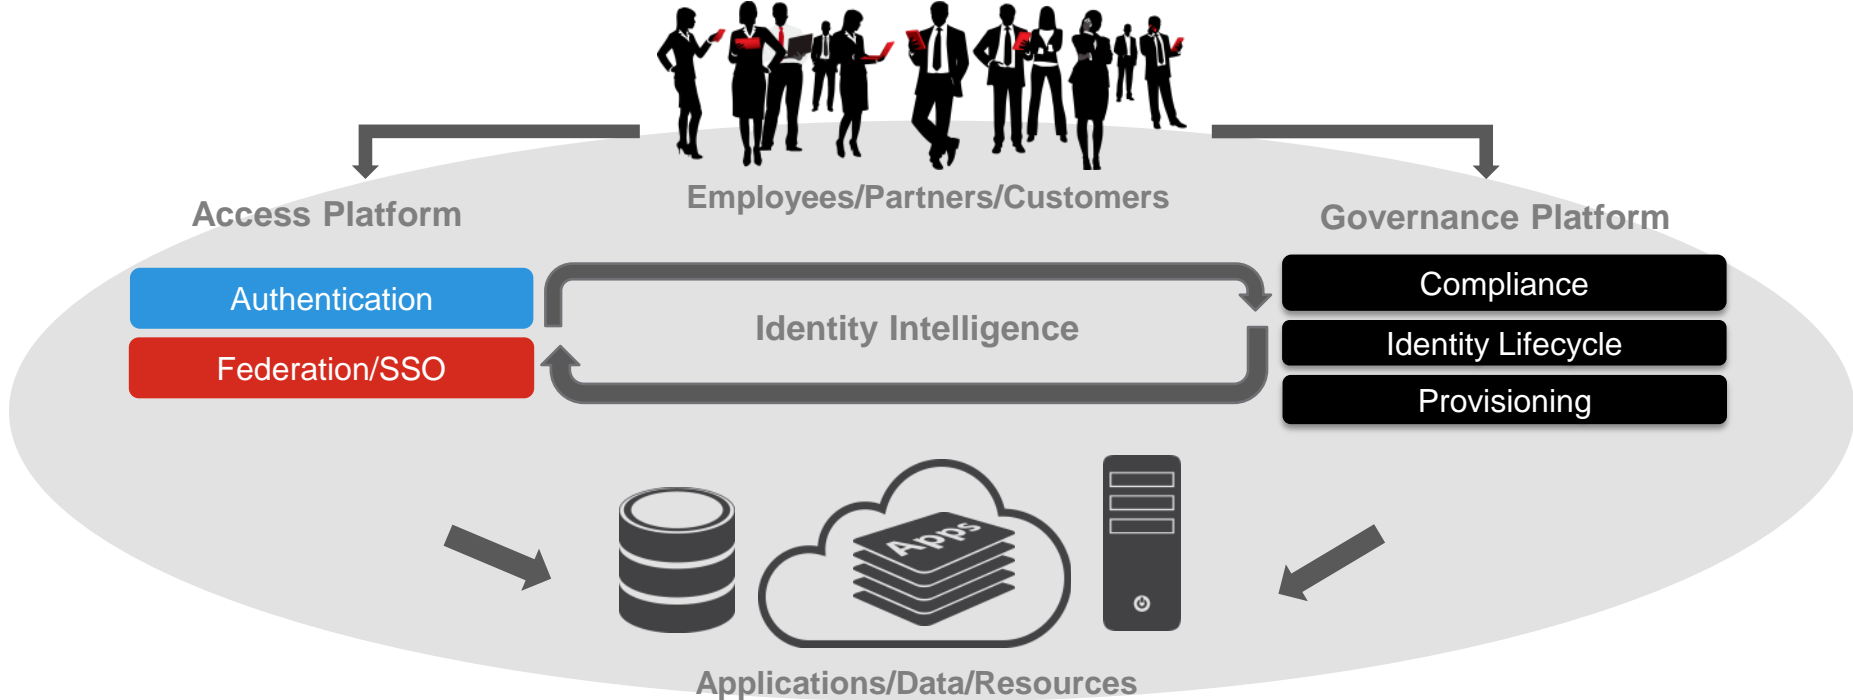 Employees/Partners/Customers
Access Platform
Governance Platform
Authentication
Federation/SSO
Identity Intelligence
Compliance
Identity Lifecycle
Provisioning
Apps
Applications/Data/Resources